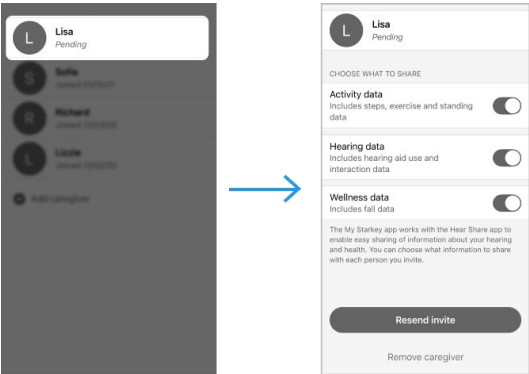 L
Lisa
Pending
S
Sofie
R
Richard
L
Lizzie
Add caregiver
L
Lisa
Pending
CHOOSE WHAT TO SHARE
Activity data
Includes steps, exercise and standing
data
Hearing data
Includes hearing aid use and
interaction data
Wellness data
Includes fall data
The My Starkey app works with the Hear Share app to
enable easy sharing of information about your hearing
and health. You can choose what information to share
with each person you invite.
Resend invite
Remove caregiver